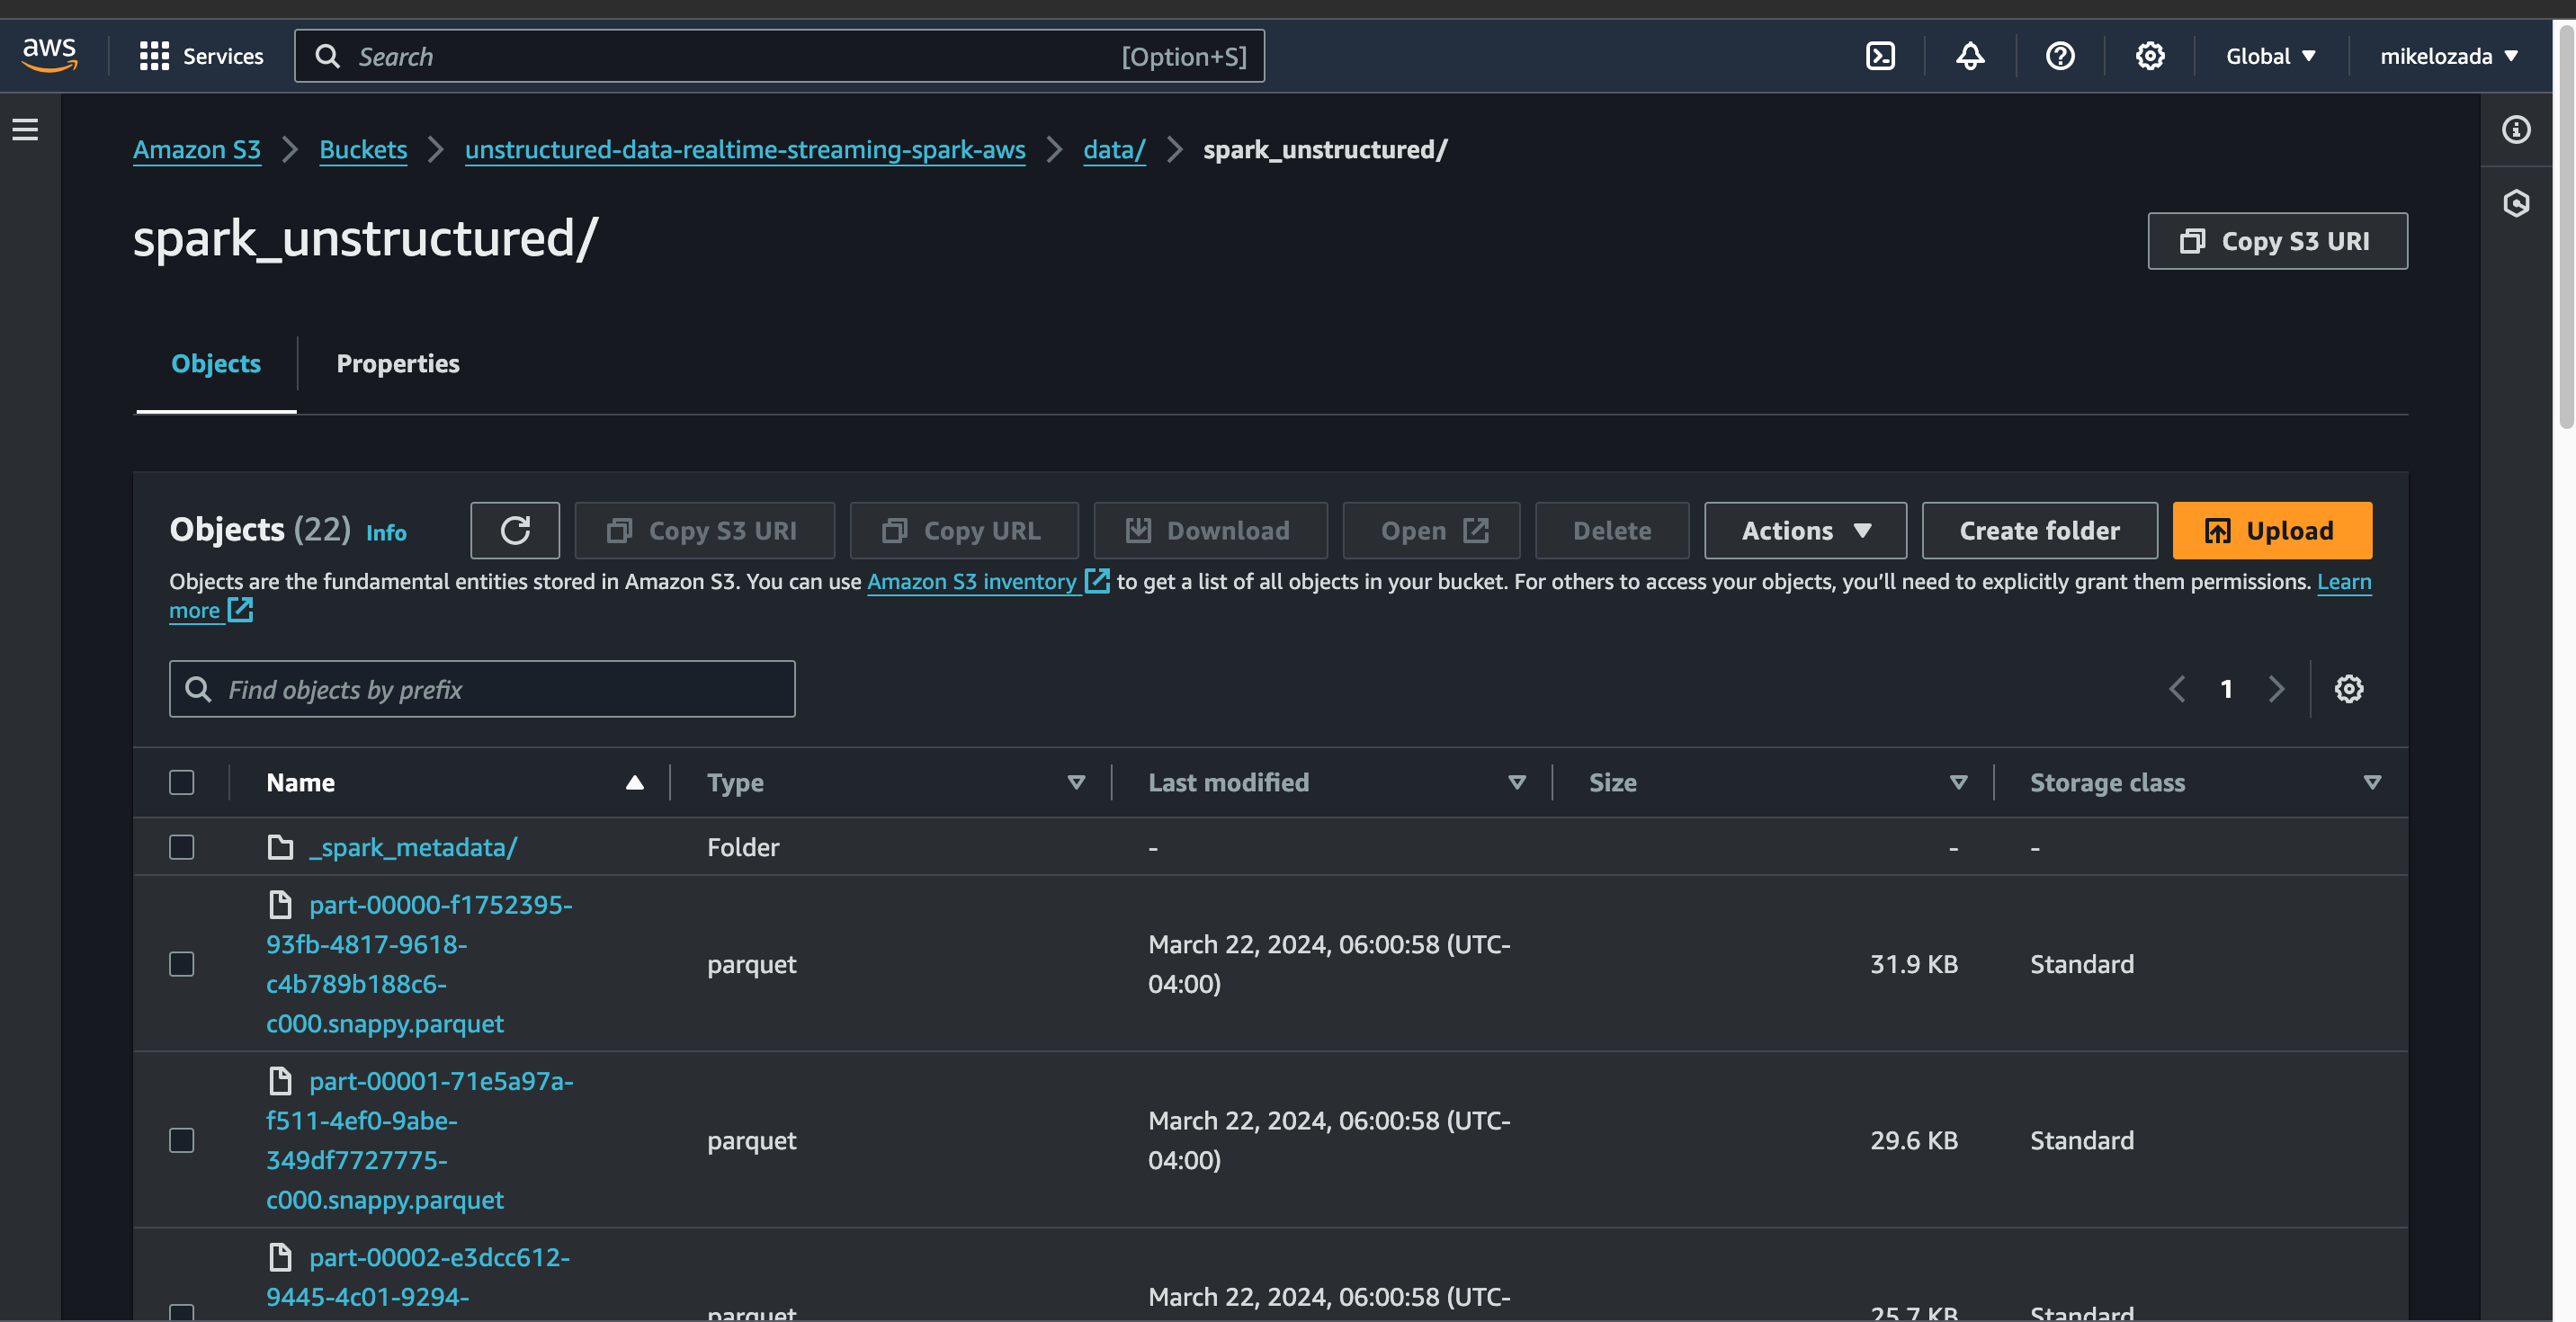 aws Services Search [Option+S] Global mikelozada
Amazon S3 Buckets unstructured-data-realtime-streaming-spark-aws data/ spark_unstructured/
spark_unstructured/
Copy S3 URI
Objects Properties
Objects (22) Info Copy S3 URI Copy URL Download Open Delete Actions Create folder Upload
Objects are the fundamental entities stored in Amazon S3. You can use Amazon S3 inventory to get a list of all objects in your bucket. For others to access your objects, you’ll need to explicitly grant them permissions. Learn
more
Find objects by prefix 1
Name Type Last modified Size Storage class
_spark_metadata/ Folder - - -
part-00000-f1752395-
93fb-4817-9618-
c4b789b188c6-
c000.snappy.parquet
parquet
March 22, 2024, 06:00:58 (UTC-
04:00)
31.9 KB
Standard
part-00001-71e5a97a-
f511-4ef0-9abe-
349df7727775-
c000.snappy.parquet
parquet
March 22, 2024, 06:00:58 (UTC-
04:00)
29.6 KB
Standard
part-00002-e3dcc612-
9445-4c01-9294-
parquet
March 22, 2024, 06:00:58 (UTC-
25.7 KB
Standard